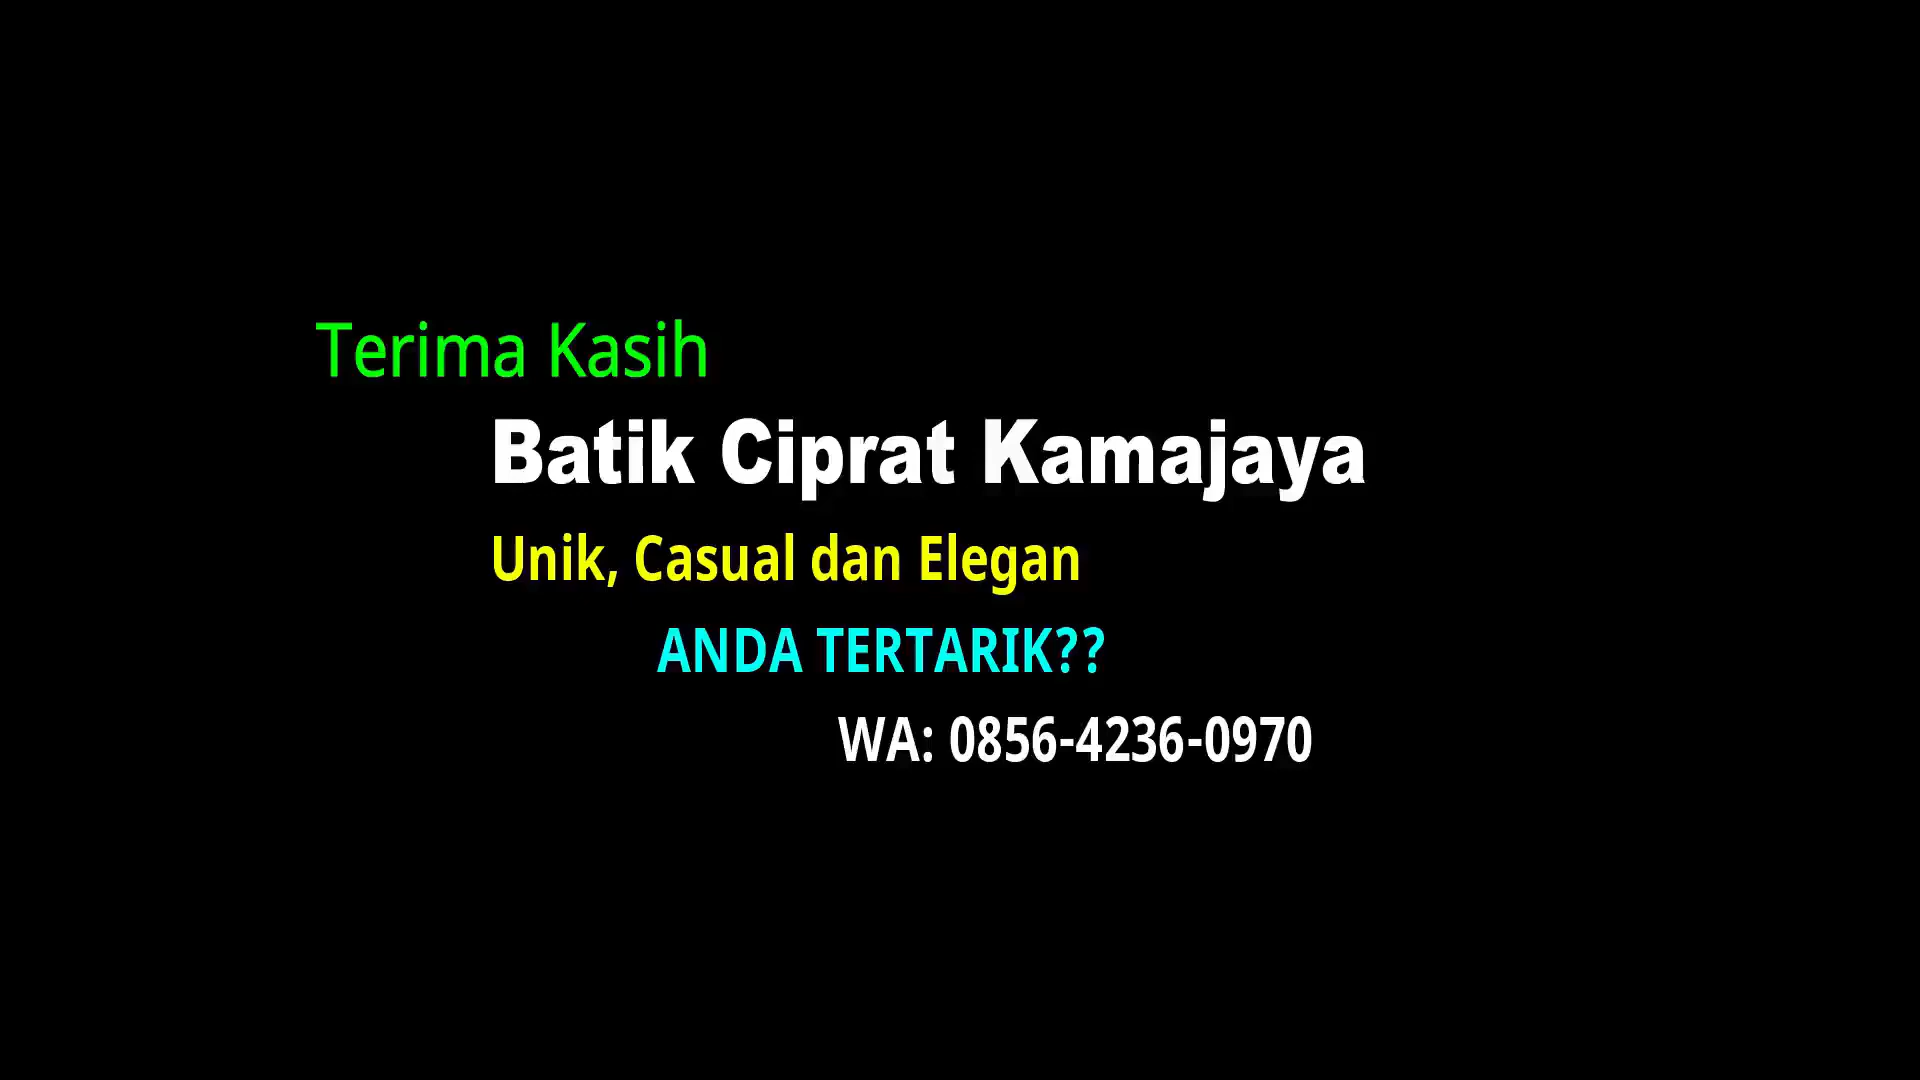 Terima Kasih
Batik Ciprat Kamajaya
Unik, Casual dan Elegan
ANDA TERTARIK??
WA: 0856-4236-0970